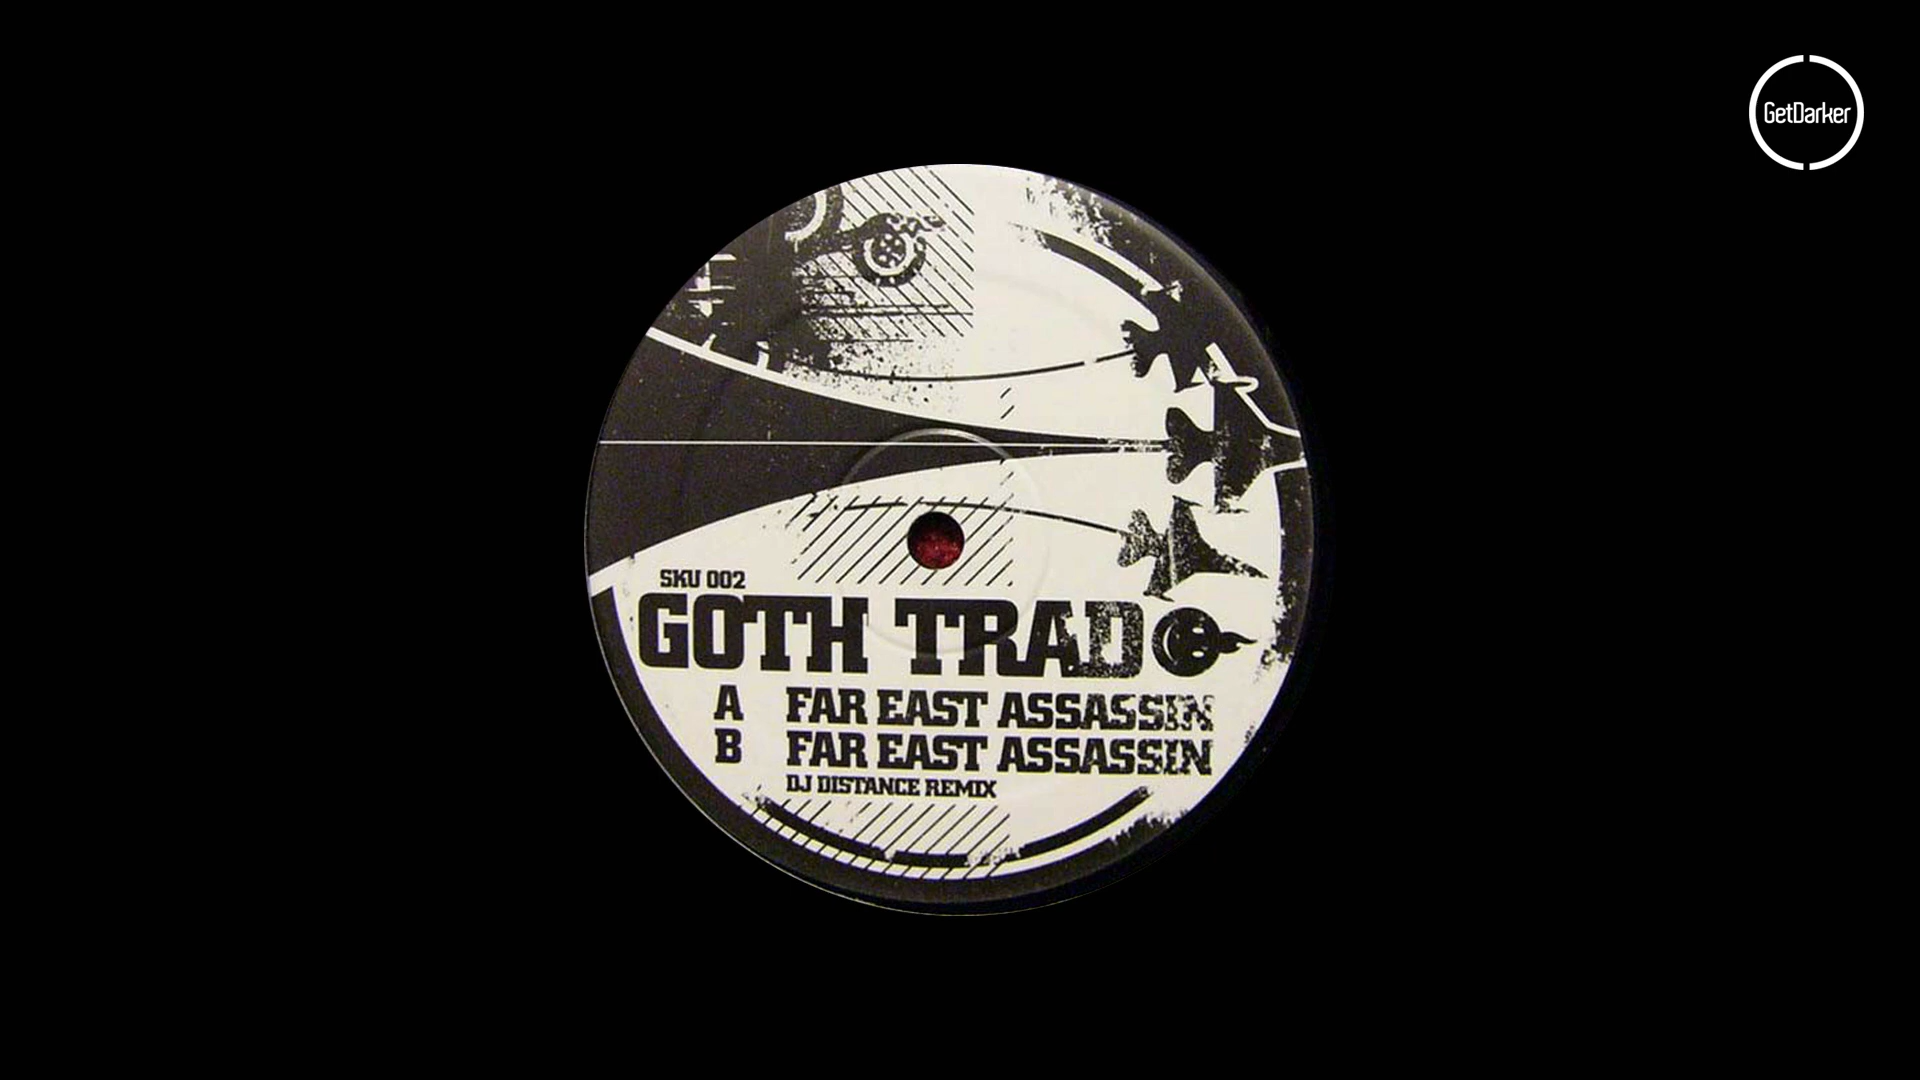 GetDarker
SKU 002
GOTH TRAD
A FAR EAST ASSASSIN
B FAR EAST ASSASSIN
DJ DISTANCE REMIX